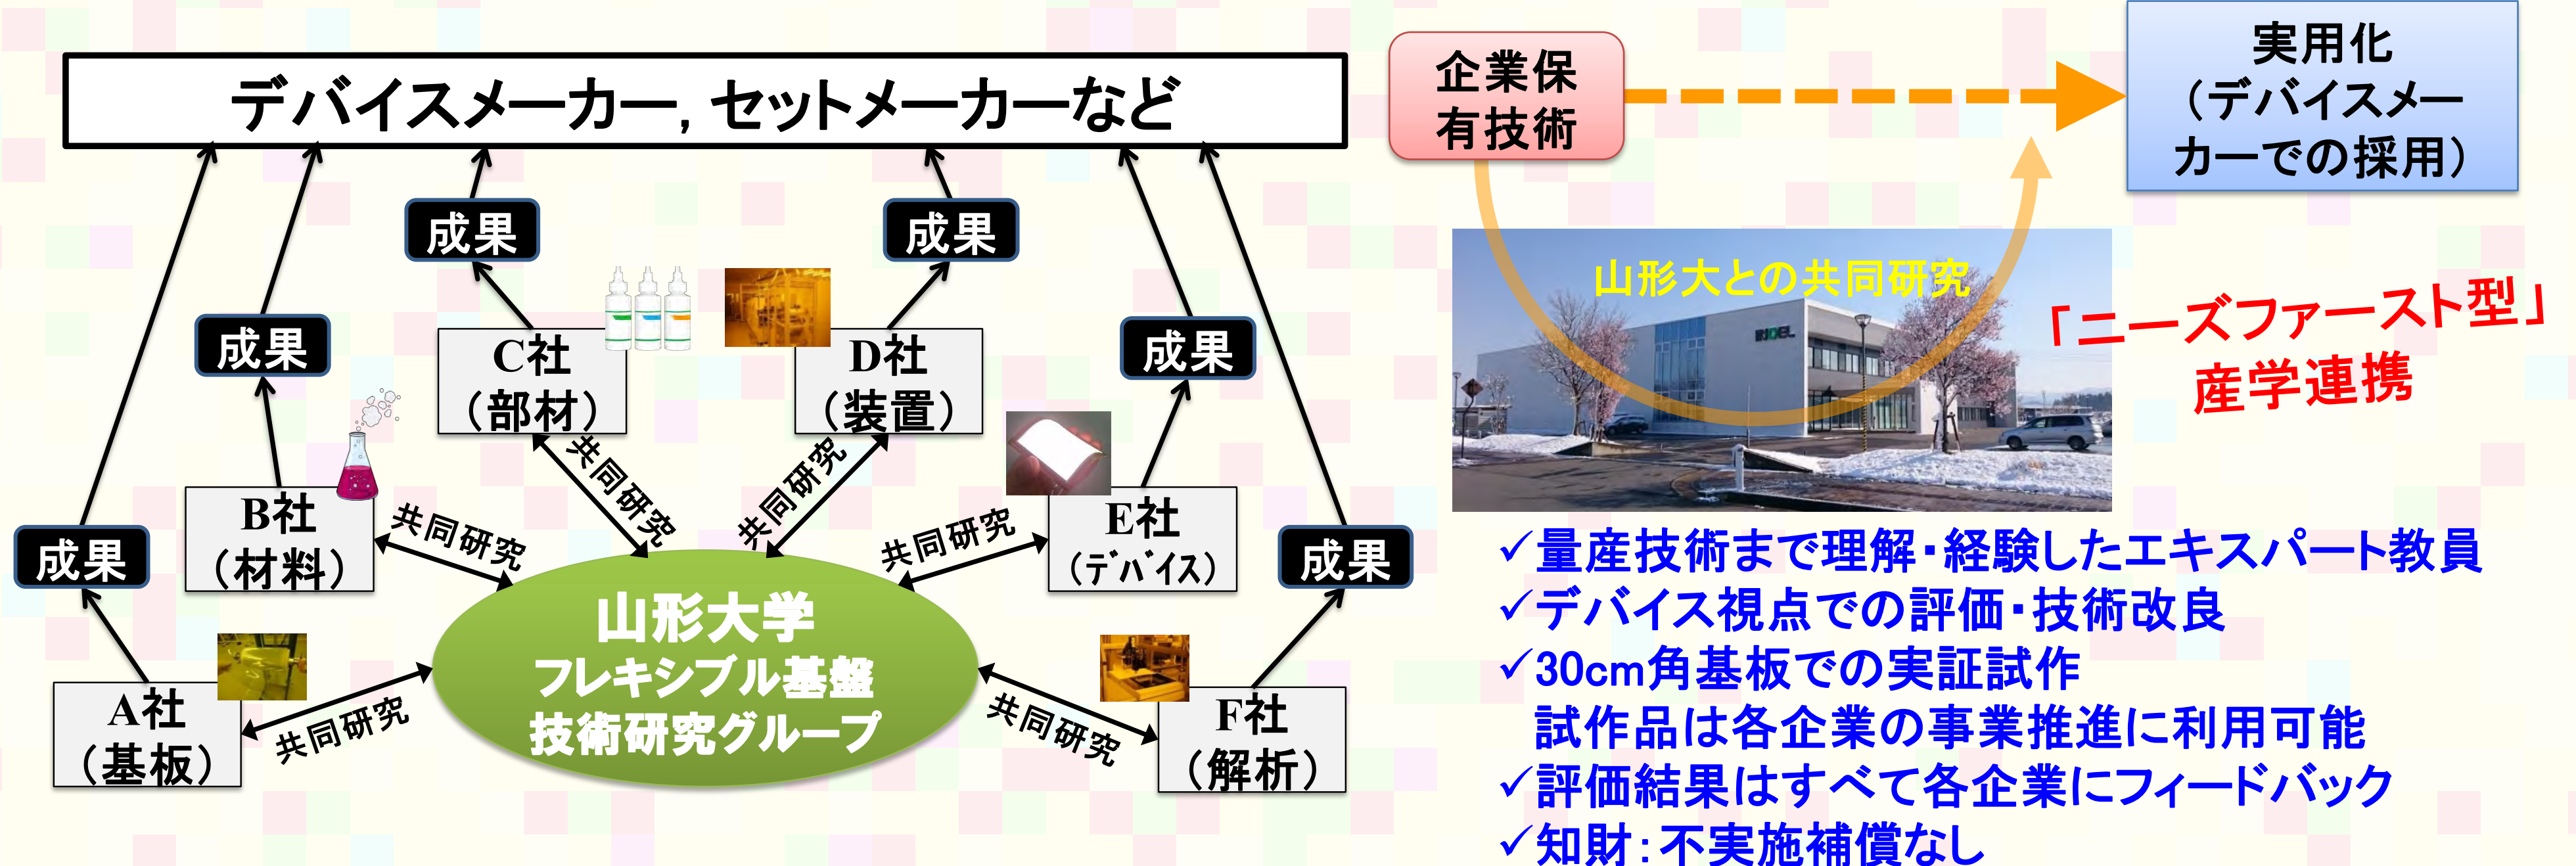 デバイスメーカー, セットメーカーなど
成果
成果
成果
成果
成果
成果
A社
（基板）
B社
（材料）
C社
（部材）
D社
（装置）
E社
（ﾃﾞﾊﾞｲｽ）
F社
（解析）
共同研究
共同研究
共同研究
共同研究
共同研究
共同研究
山形大学
フレキシブル基盤
技術研究グループ
企業保
有技術
実用化
（デバイスメー
カーでの採用）
山形大との共同研究
INOEL
「ニーズファースト型」
産学連携
✓量産技術まで理解・経験したエキスパート教員
✓デバイス視点での評価・技術改良
✓30cm角基板での実証試作
試作品は各企業の事業推進に利用可能
✓評価結果はすべて各企業にフィードバック
✓知財：不実施補償なし